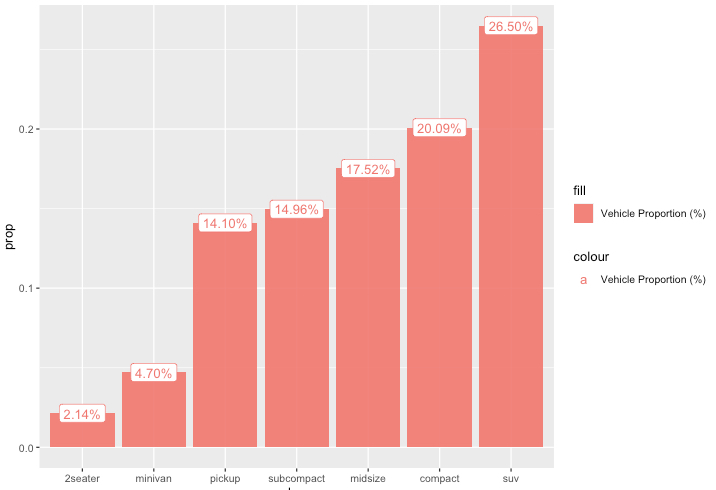 26.50%
20.09%
17.52%
14.96%
14.10%
4.70%
2.14%
0.2
0.1
0.0
prop
2seater minivan pickup subcompact midsize compact suv
fill
Vehicle Proportion (%)
colour
a Vehicle Proportion (%)